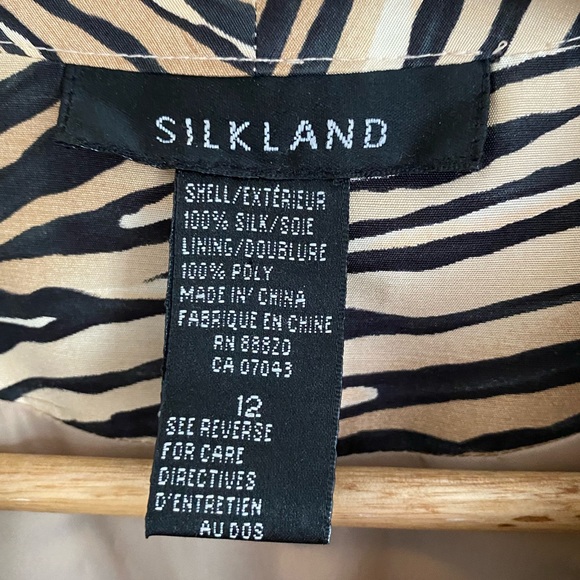 SILKLAND
SHELL/EXTÉRIEUR
100% SILK/SOIE
LINING/DOUBLURE
100% POLY
MADE IN CHINA
FABRIQUE EN CHINE
RN 88820
CA 07043
12
SEE REVERSE
FOR CARE
DIRECTIVES
D'ENTRETIEN
AU DOS